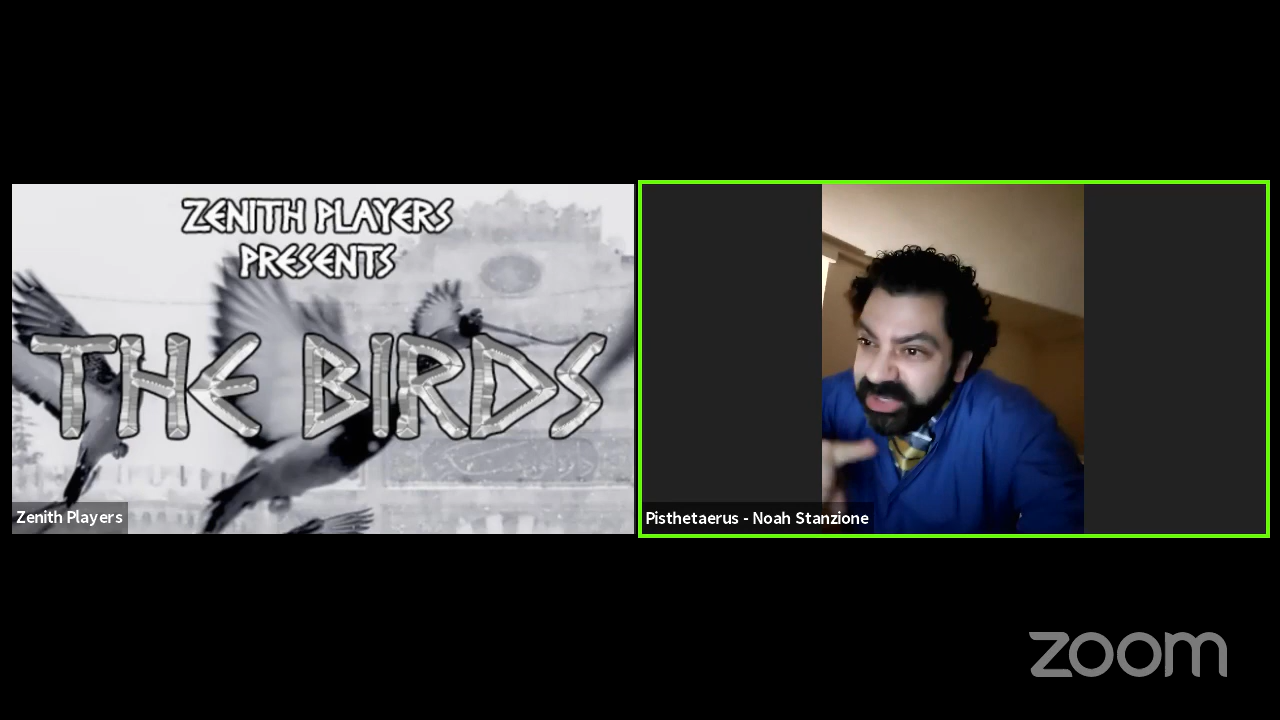 ZENITH PLAYERS
PRESENTS
THE BIRDS
Zenith Players
Pisthetaerus - Noah Stanzione
zoom